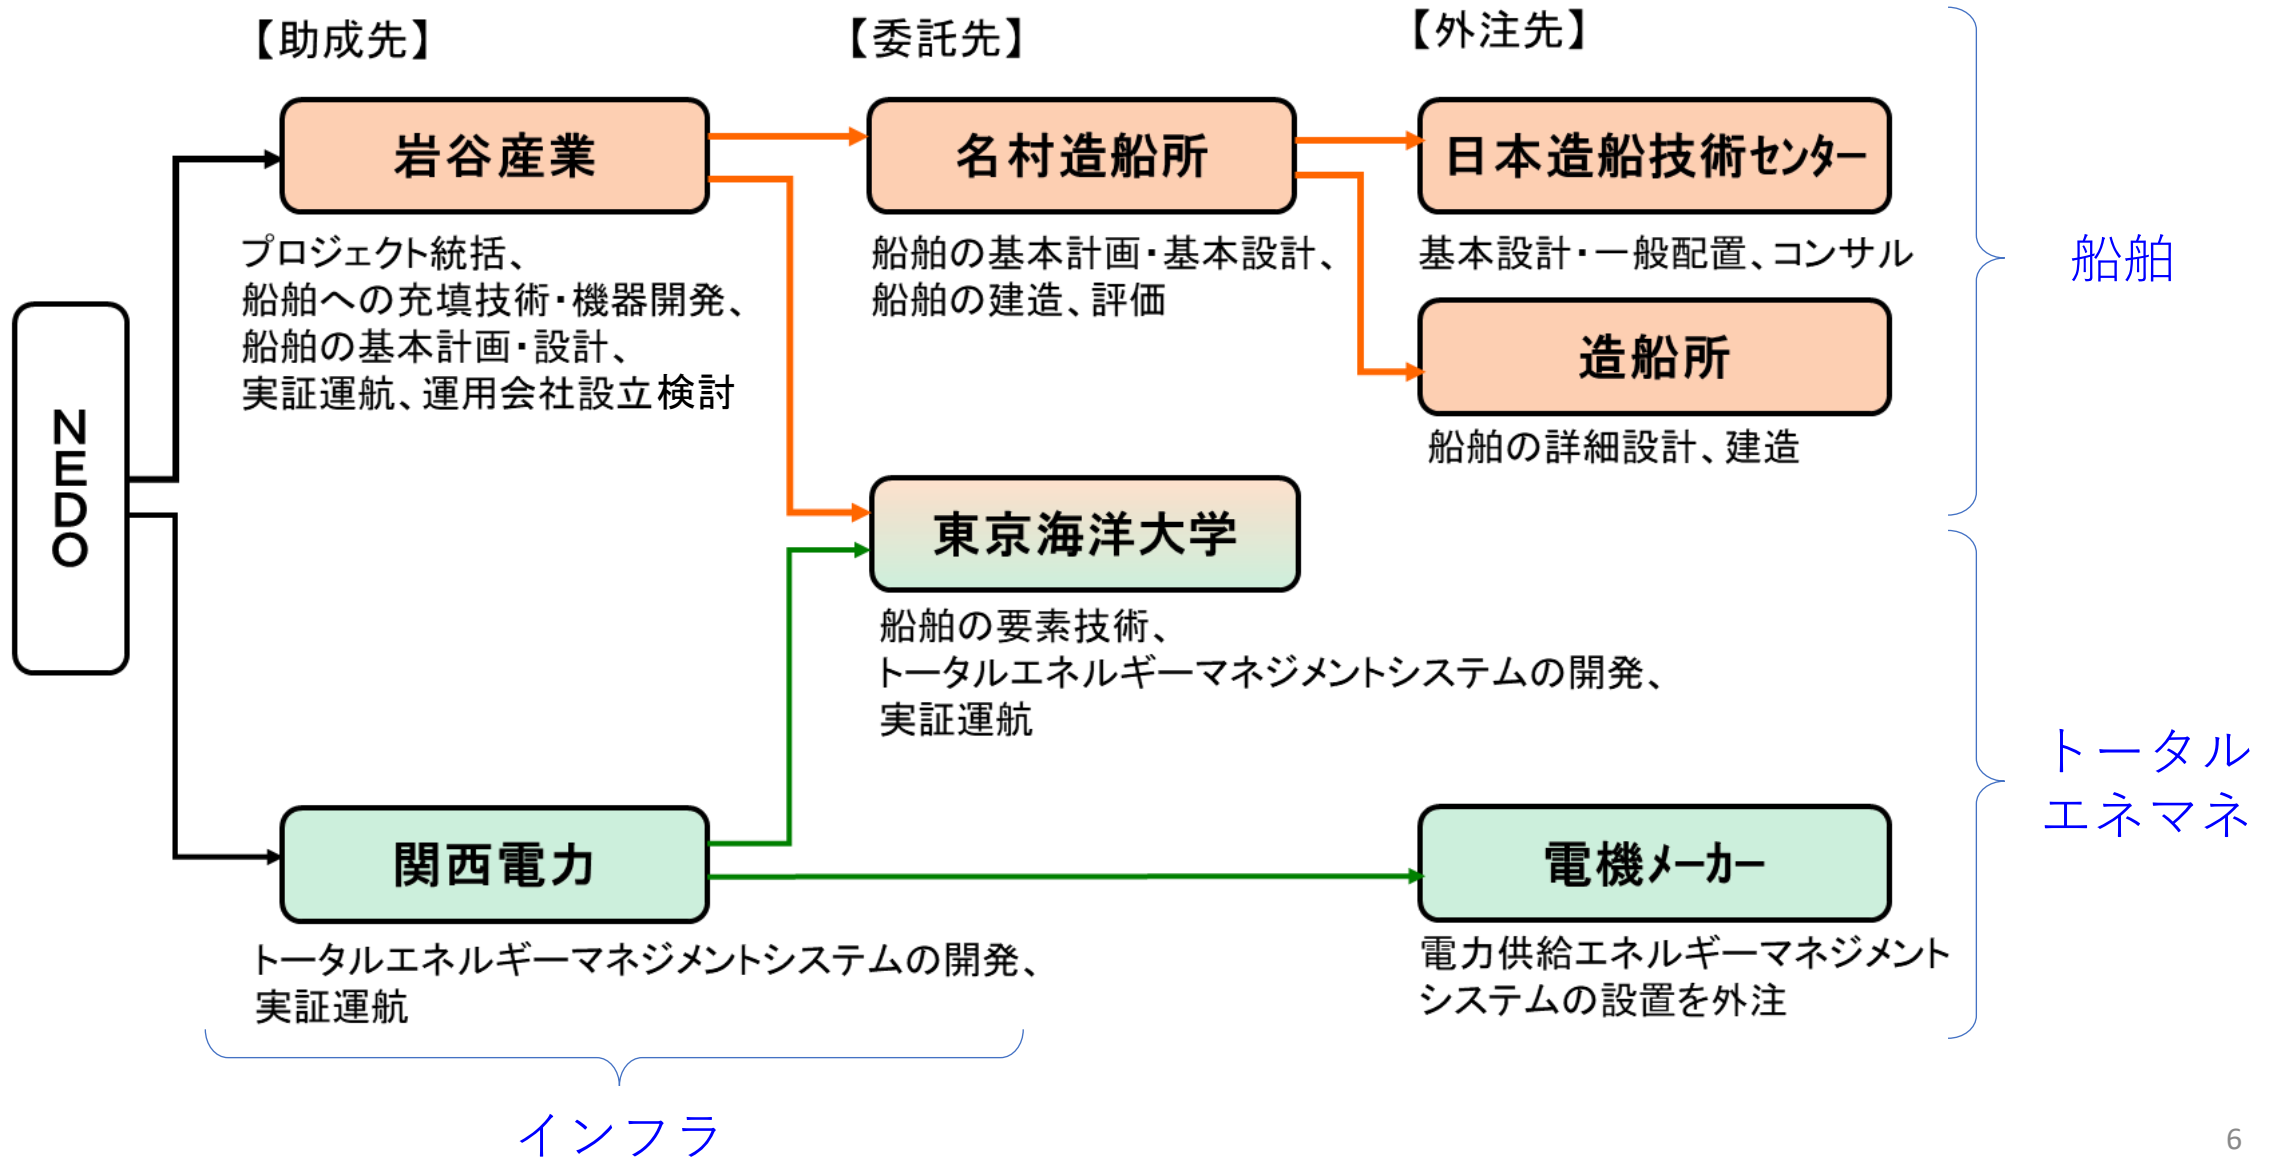 【助成先】
【委託先】
【外注先】
岩谷産業
名村造船所
日本造船技術ｾﾝﾀｰ
プロジェクト統括、
船舶への充填技術・機器開発、
船舶の基本計画・設計、
実証運航、運用会社設立検討
船舶の基本計画・基本設計、
船舶の建造、評価
基本設計・一般配置、コンサル
船舶
造船所
船舶の詳細設計、建造
NEDO
東京海洋大学
船舶の要素技術、
トータルエネルギーマネジメントシステムの開発、
実証運航
トータル
エネマネ
関西電力
電機ﾒｰｶｰ
トータルエネルギーマネジメントシステムの開発、
実証運航
電力供給エネルギーマネジメント
システムの設置を外注
インフラ
6